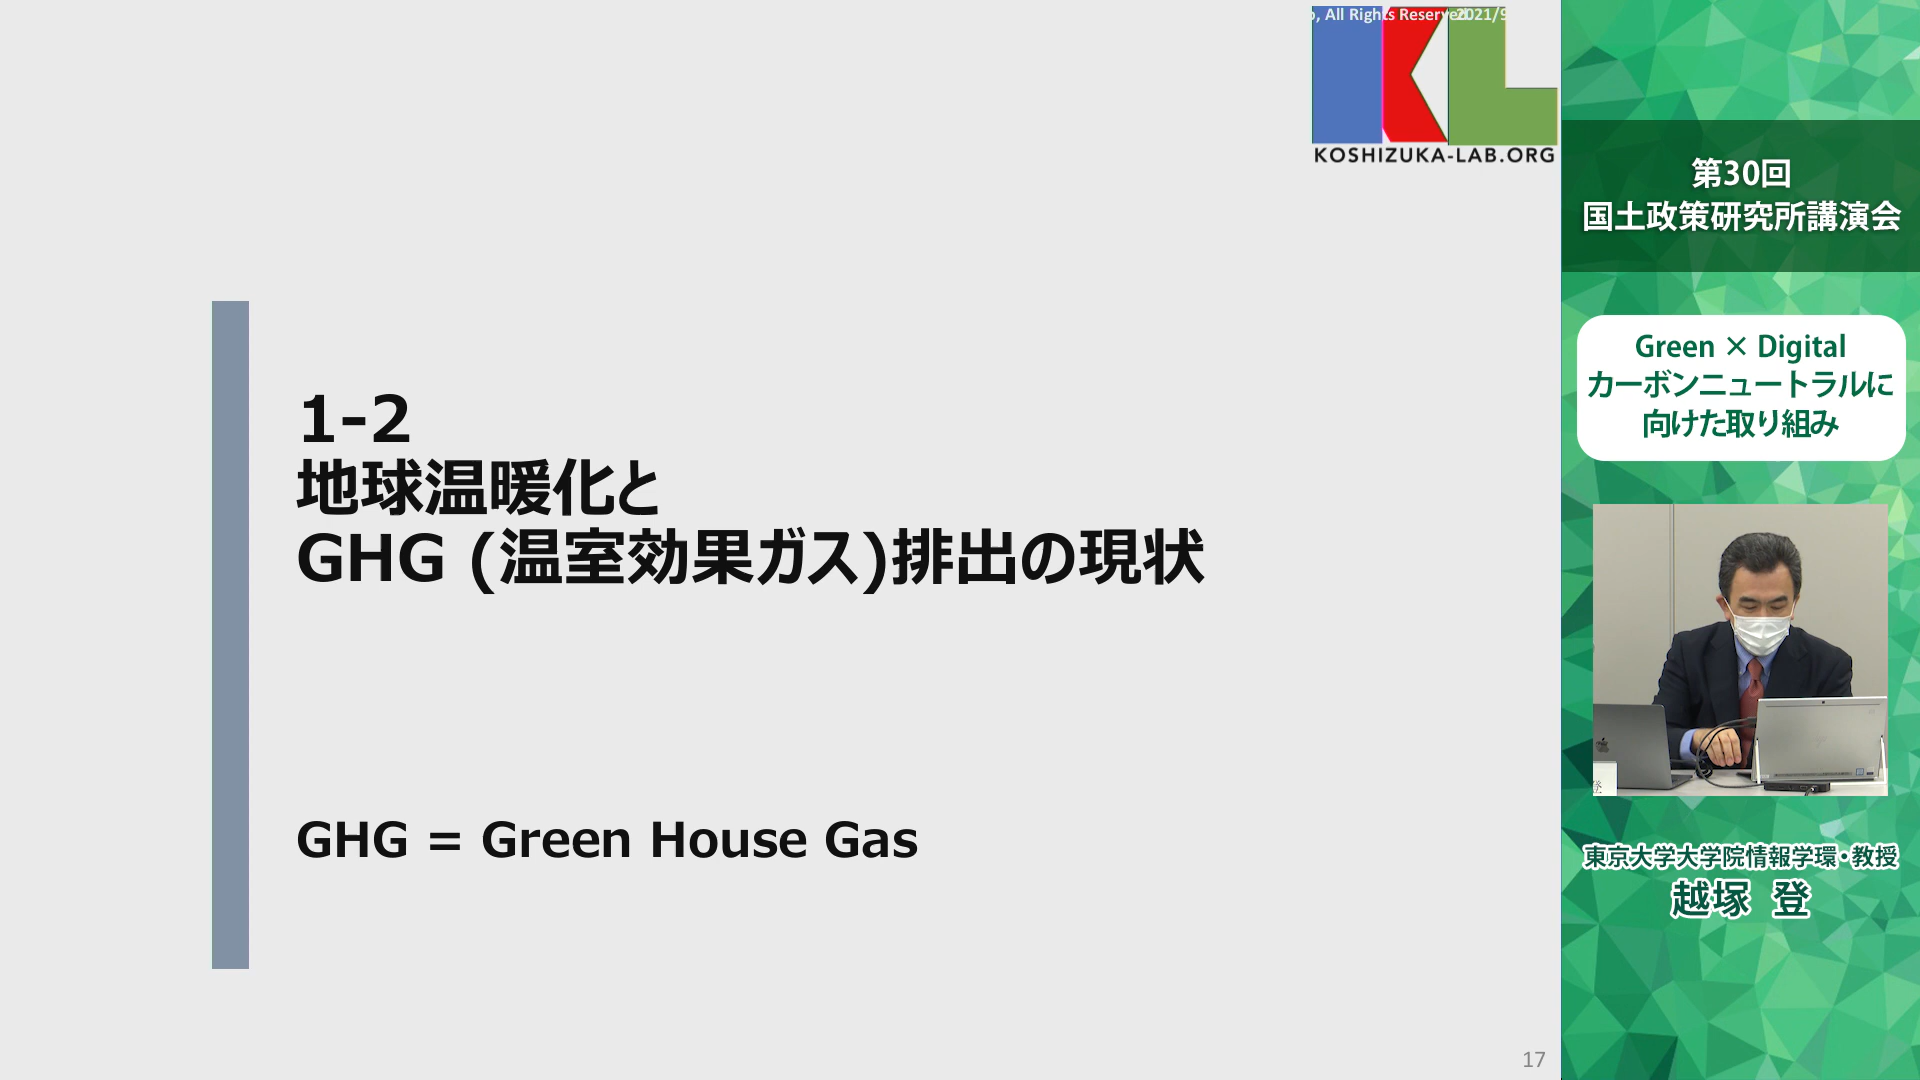 , All Rights Reserved.
2021/9
KOSHIZUKA-LAB.ORG
1-2
地球温暖化と
GHG (温室効果ガス)排出の現状
GHG = Green House Gas
17
第30回
国土政策研究所講演会
Green × Digital
カーボンニュートラルに
向けた取り組み
登
東京大学大学院情報学環・教授
越塚 登